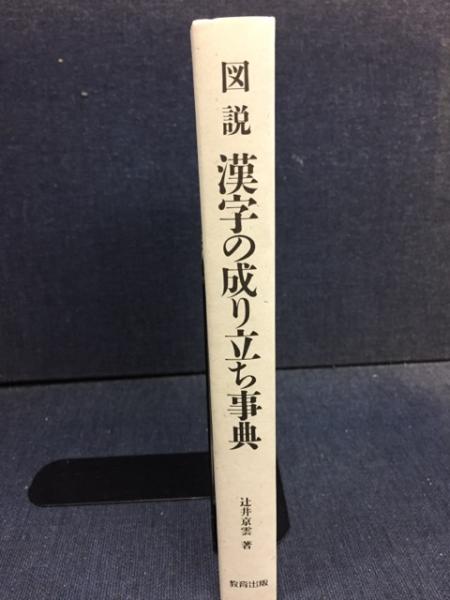 図説 漢字の成り立ち事典
辻井京雲 著
教育出版